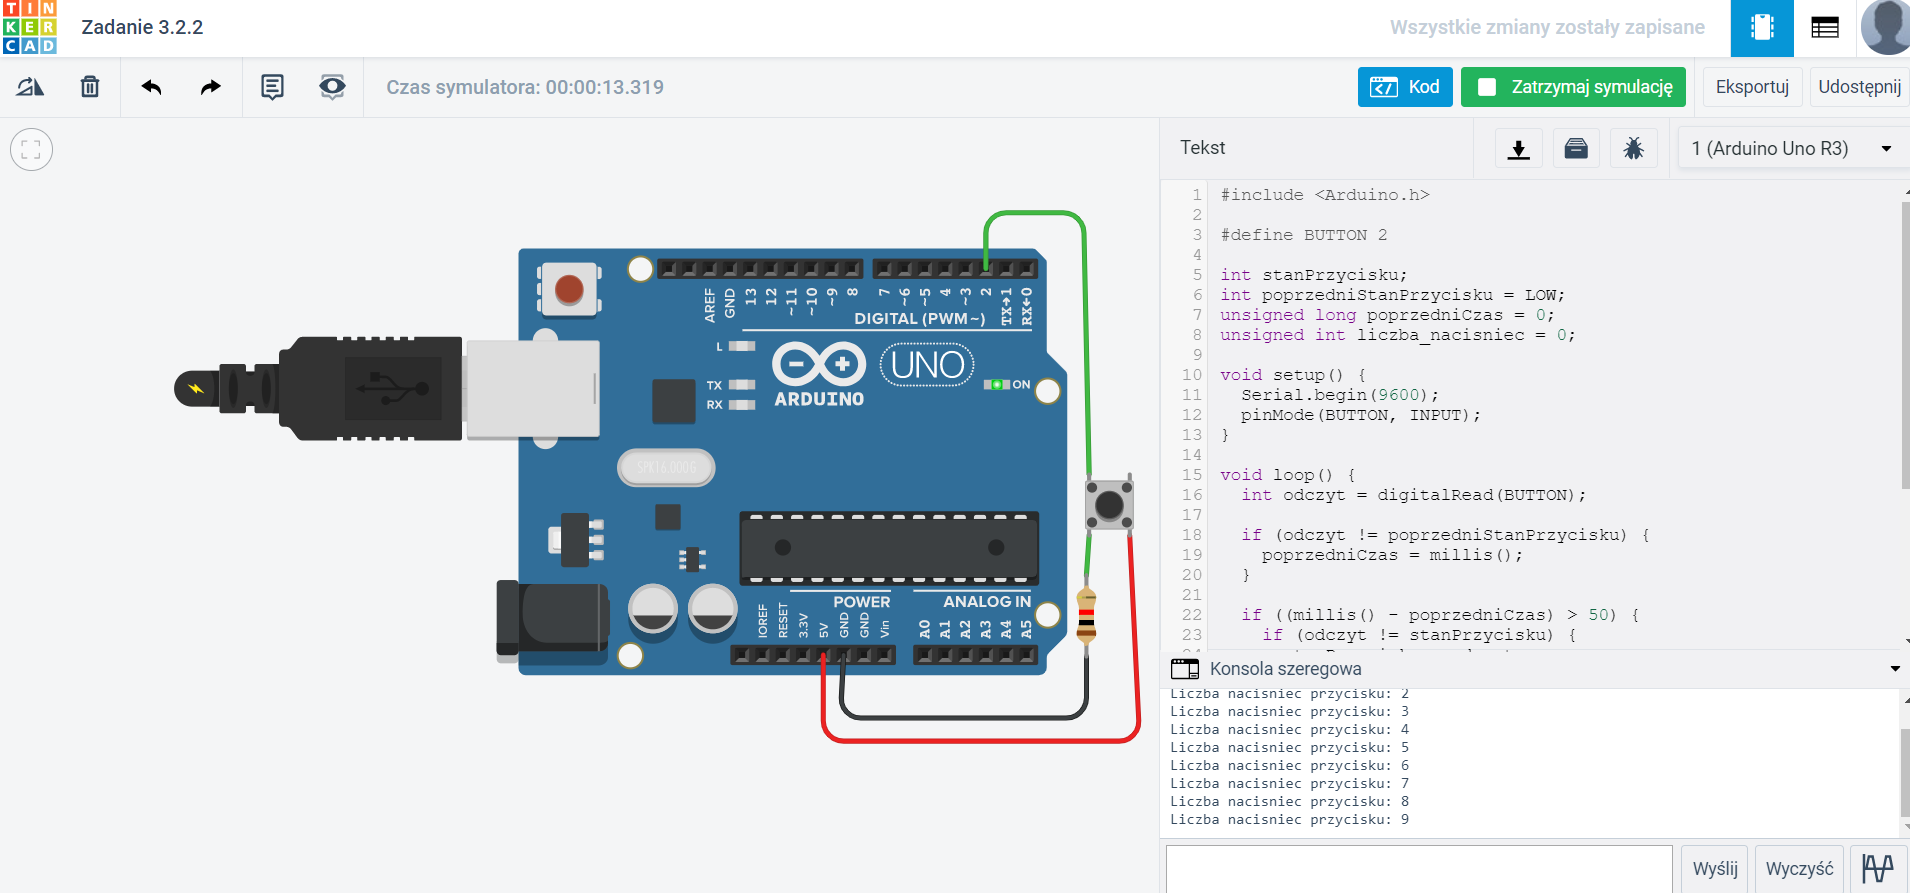 TIN
KER
CAD
Zadanie 3.2.2
Wszystkie zmiany zostały zapisane
Czas symulatora: 00:00:13.319
Kod
Zatrzymaj symulację
Eksportuj
Udostępnij
Tekst
1 (Arduino Uno R3)
AREF
GND
13
12
~11
~10
~9
8
7
~6
~5
4
~3
2
TX→1
RX←0
DIGITAL (PWM~)
L
TX
RX
UNO
ARDUINO
ON
SPK16.000G
POWER
ANALOG IN
IOREF
RESET
3.3V
5V
GND
GND
Vin
A0
A1
A2
A3
A4
A5
1 #include <Arduino.h>
2
3 #define BUTTON 2
4
5 int stanPrzycisku;
6 int poprzedniStanPrzycisku = LOW;
7 unsigned long poprzedniCzas = 0;
8 unsigned int liczba_nacisniec = 0;
9
10 void setup() {
11 Serial.begin(9600);
12 pinMode(BUTTON, INPUT);
13 }
14
15 void loop() {
16 int odczyt = digitalRead(BUTTON);
17
18 if (odczyt != poprzedniStanPrzycisku) {
19 poprzedniCzas = millis();
20 }
21
22 if ((millis() - poprzedniCzas) > 50) {
23 if (odczyt != stanPrzycisku) {
Konsola szeregowa
Liczba nacisniec przycisku: 2
Liczba nacisniec przycisku: 3
Liczba nacisniec przycisku: 4
Liczba nacisniec przycisku: 5
Liczba nacisniec przycisku: 6
Liczba nacisniec przycisku: 7
Liczba nacisniec przycisku: 8
Liczba nacisniec przycisku: 9
Wyślij
Wyczyść